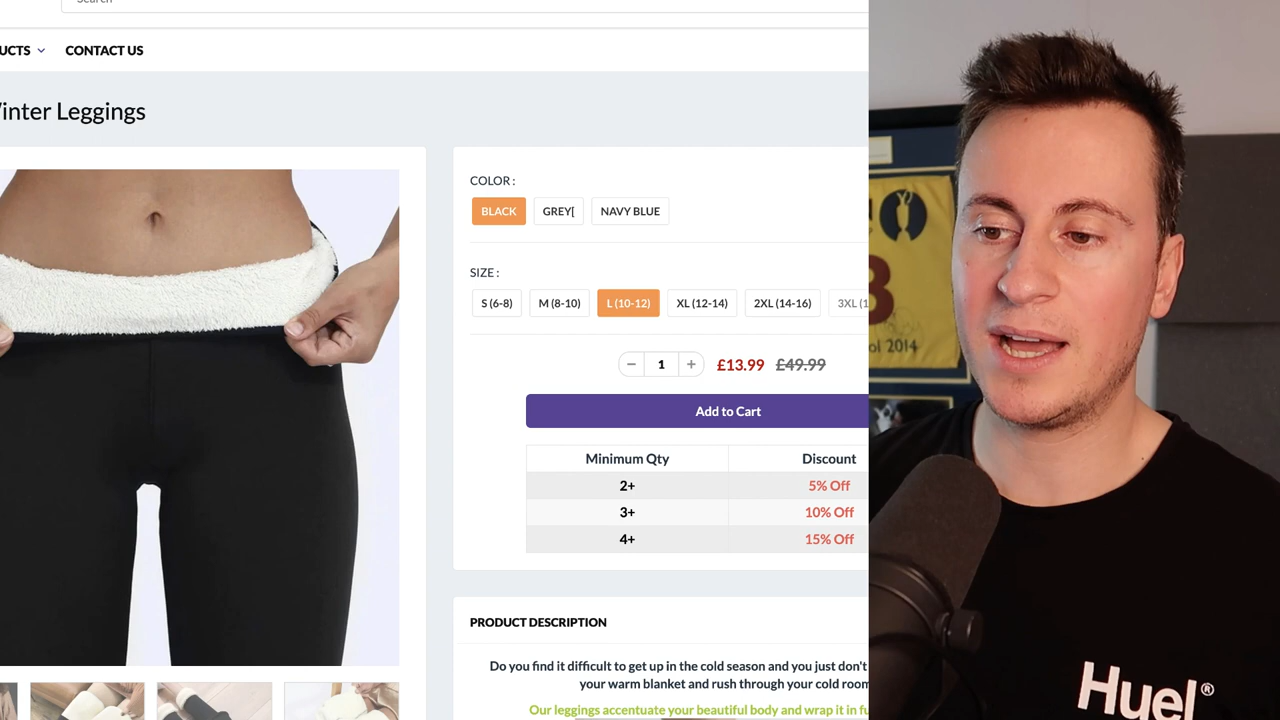 Search
UCTS
CONTACT US
Winter Leggings
COLOR :
BLACK
GREY[
NAVY BLUE
SIZE :
S (6-8)
M (8-10)
L (10-12)
XL (12-14)
2XL (14-16)
3XL (1
1
£13.99 £49.99
Add to Cart
Minimum Qty Discount
2+ 5% Off
3+ 10% Off
4+ 15% Off
PRODUCT DESCRIPTION
Do you find it difficult to get up in the cold season and you just don't
your warm blanket and rush through your cold room
Our leggings accentuate your beautiful body and wrap it in fu
8
2014
Huel®